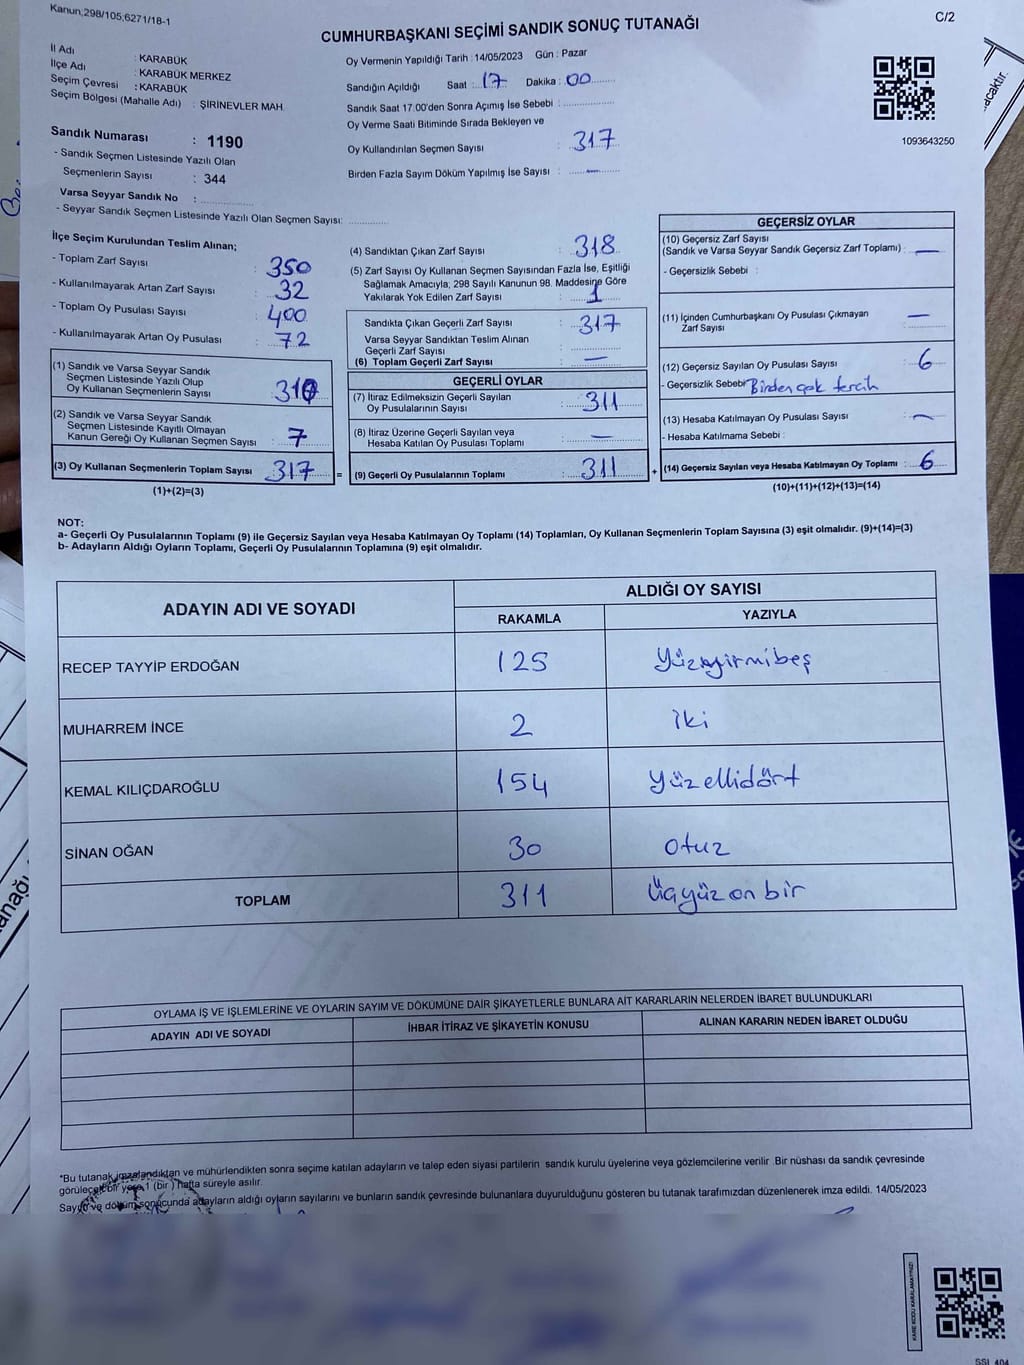 Kanun;298/105,6271/18-1
C/2
CUMHURBAŞKANI SEÇİMİ SANDIK SONUÇ TUTANAĞI
İl Adı : KARABÜK
İlçe Adı : KARABÜK MERKEZ
Seçim Çevresi : KARABÜK
Seçim Bölgesi (Mahalle Adı) : ŞİRİNEVLER MAH.
Sandık Numarası : 1190
- Sandık Seçmen Listesinde Yazılı Olan
Seçmenlerin Sayısı : 344
Varsa Seyyar Sandık No :
- Seyyar Sandık Seçmen Listesinde Yazılı Olan Seçmen Sayısı:
Oy Vermenin Yapıldığı Tarih : 14/05/2023 Gün : Pazar
Sandığın Açıldığı Saat : 17 Dakika : 00
Sandık Saat 17.00'den Sonra Açımış İse Sebebi :
Oy Verme Saati Bitiminde Sırada Bekleyen ve
Oy Kullandırılan Seçmen Sayısı : 317
Birden Fazla Sayım Döküm Yapılmış İse Sayısı : —
1093643250
acaktır.
İlçe Seçim Kurulundan Teslim Alınan;
- Toplam Zarf Sayısı : 350
- Kullanılmayarak Artan Zarf Sayısı : 32
- Toplam Oy Pusulası Sayısı : 400
- Kullanılmayarak Artan Oy Pusulası : 72
(1) Sandık ve Varsa Seyyar Sandık
Seçmen Listesinde Yazılı Olup
Oy Kullanan Seçmenlerin Sayısı : 310
(2) Sandık ve Varsa Seyyar Sandık
Seçmen Listesinde Kayıtlı Olmayan
Kanun Gereği Oy Kullanan Seçmen Sayısı : 7
(3) Oy Kullanan Seçmenlerin Toplam Sayısı 317 =
(1)+(2)=(3)
(4) Sandıktan Çıkan Zarf Sayısı : 318
(5) Zarf Sayısı Oy Kullanan Seçmen Sayısından Fazla İse, Eşitliği
Sağlamak Amacıyla, 298 Sayılı Kanunun 98. Maddesine Göre
Yakılarak Yok Edilen Zarf Sayısı : 1
Sandıkta Çıkan Geçerli Zarf Sayısı : 317
Varsa Seyyar Sandıktan Teslim Alınan
Geçerli Zarf Sayısı :
(6) Toplam Geçerli Zarf Sayısı : —
GEÇERLİ OYLAR
(7) İtiraz Edilmeksizin Geçerli Sayılan
Oy Pusulalarının Sayısı : 311
(8) İtiraz Üzerine Geçerli Sayılan veya
Hesaba Katılan Oy Pusulası Toplamı : —
(9) Geçerli Oy Pusulalarının Toplamı : 311 +
GEÇERSİZ OYLAR
(10) Geçersiz Zarf Sayısı
(Sandık ve Varsa Seyyar Sandık Geçersiz Zarf Toplamı) : —
- Geçersizlik Sebebi :
(11) İçinden Cumhurbaşkanı Oy Pusulası Çıkmayan
Zarf Sayısı : —
(12) Geçersiz Sayılan Oy Pusulası Sayısı : 6
- Geçersizlik Sebebi Birden çok tercih
(13) Hesaba Katılmayan Oy Pusulası Sayısı : —
- Hesaba Katılmama Sebebi :
(14) Geçersiz Sayılan veya Hesaba Katılmayan Oy Toplamı : 6
(10)+(11)+(12)+(13)=(14)
NOT:
a- Geçerli Oy Pusulalarının Toplamı (9) ile Geçersiz Sayılan veya Hesaba Katılmayan Oy Toplamı (14) Toplamları, Oy Kullanan Seçmenlerin Toplam Sayısına (3) eşit olmalıdır. (9)+(14)=(3)
b- Adayların Aldığı Oyların Toplamı, Geçerli Oy Pusulalarının Toplamına (9) eşit olmalıdır.
ADAYIN ADI VE SOYADI ALDIĞI OY SAYISI
RAKAMLA YAZIYLA
RECEP TAYYİP ERDOĞAN 125 Yüzyirmibeş
MUHARREM İNCE 2 iki
KEMAL KILIÇDAROĞLU 154 Yüzellidört
SİNAN OĞAN 30 otuz
TOPLAM 311 Üçyüzonbir
OYLAMA İŞ VE İŞLEMLERİNE VE OYLARIN SAYIM VE DÖKÜMÜNE DAİR ŞİKAYETLERLE BUNLARA AİT KARARLARIN NELERDEN İBARET BULUNDUKLARI
ADAYIN ADI VE SOYADI İHBAR İTİRAZ VE ŞİKAYETİN KONUSU ALINAN KARARIN NEDEN İBARET OLDUĞU
*Bu tutanak imzalandıktan ve mühürlendikten sonra seçime katılan adayların ve talep eden siyasi partilerin sandık kurulu üyelerine veya gözlemcilerine verilir .Bir nüshası da sandık çevresinde
görülecek bir yere 1 (bir ) hafta süreyle asılır.
Sayım ve döküm sonucunda adayların aldığı oyların sayılarını ve bunların sandık çevresinde bulunanlara duyurulduğunu gösteren bu tutanak tarafımızdan düzenlenerek imza edildi. 14/05/2023
KARE KODU KARALAMAYINIZ!
anağı